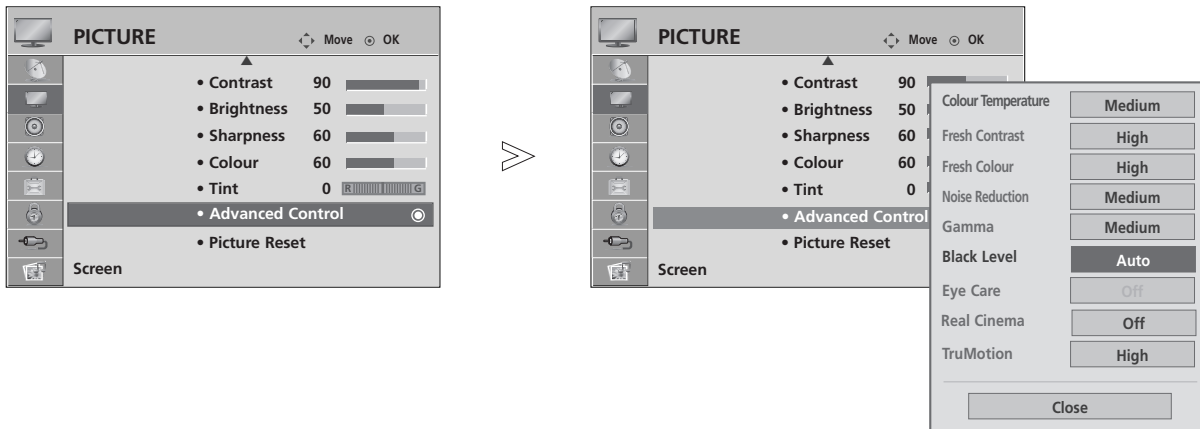 PICTURE
Move OK
• Contrast 90
• Brightness 50
• Sharpness 60
• Colour 60
• Tint 0 R G
• Advanced Control
• Picture Reset
Screen
PICTURE
Move OK
• Contrast 90
• Brightness 50
• Sharpness 60
• Colour 60
• Tint 0
• Advanced Control
• Picture Reset
Screen
Colour Temperature Medium
Fresh Contrast High
Fresh Colour High
Noise Reduction Medium
Gamma Medium
Black Level Auto
Eye Care Off
Real Cinema Off
TruMotion High
Close